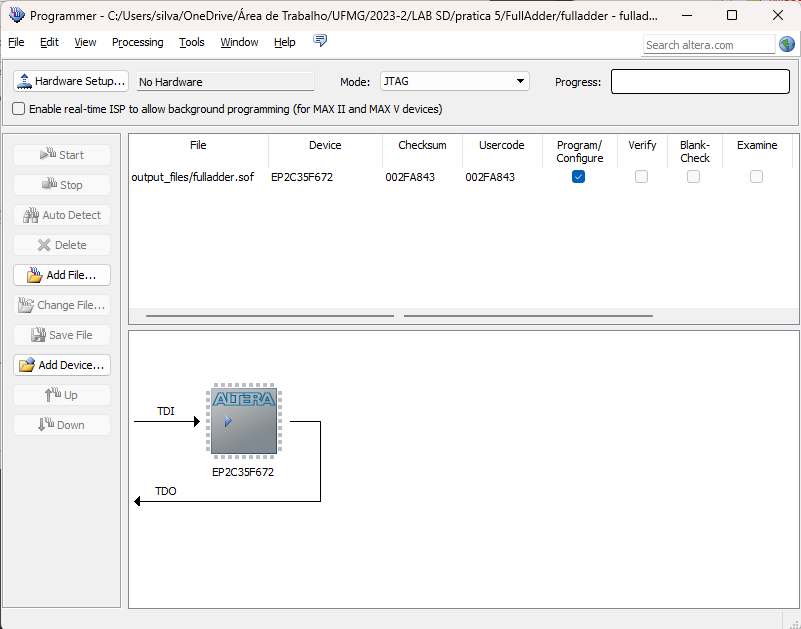 Programmer - C:/Users/silva/OneDrive/Área de Trabalho/UFMG/2023-2/LAB SD/pratica 5/FullAdder/fulladder - fullad...
File Edit View Processing Tools Window Help
Search altera.com
Hardware Setup... No Hardware Mode: JTAG Progress:
Enable real-time ISP to allow background programming (for MAX II and MAX V devices)
Start
Stop
Auto Detect
Delete
Add File...
Change File...
Save File
Add Device...
Up
Down
File Device Checksum Usercode Program/ Verify Blank- Examine
Configure Check
output_files/fulladder.sof EP2C35F672 002FA843 002FA843
TDI
ALTERA
EP2C35F672
TDO